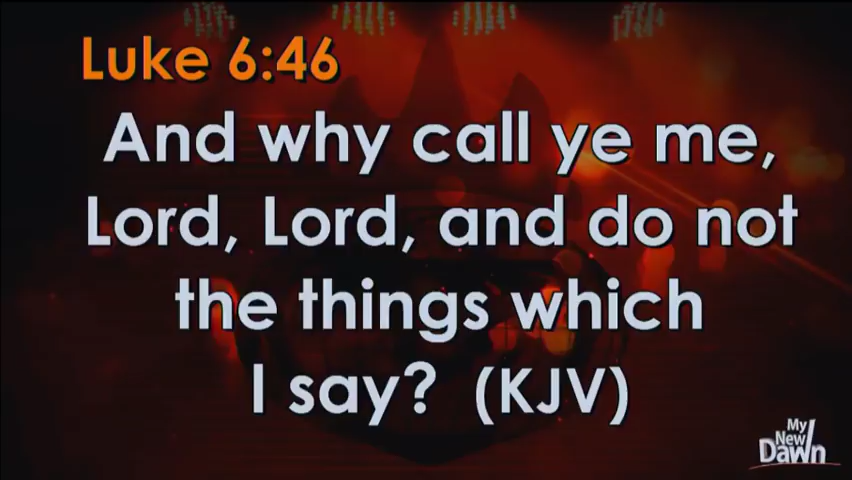 Luke 6:46
And why call ye me,
Lord, Lord, and do not
the things which
I say? (KJV)
My
New
Dawn